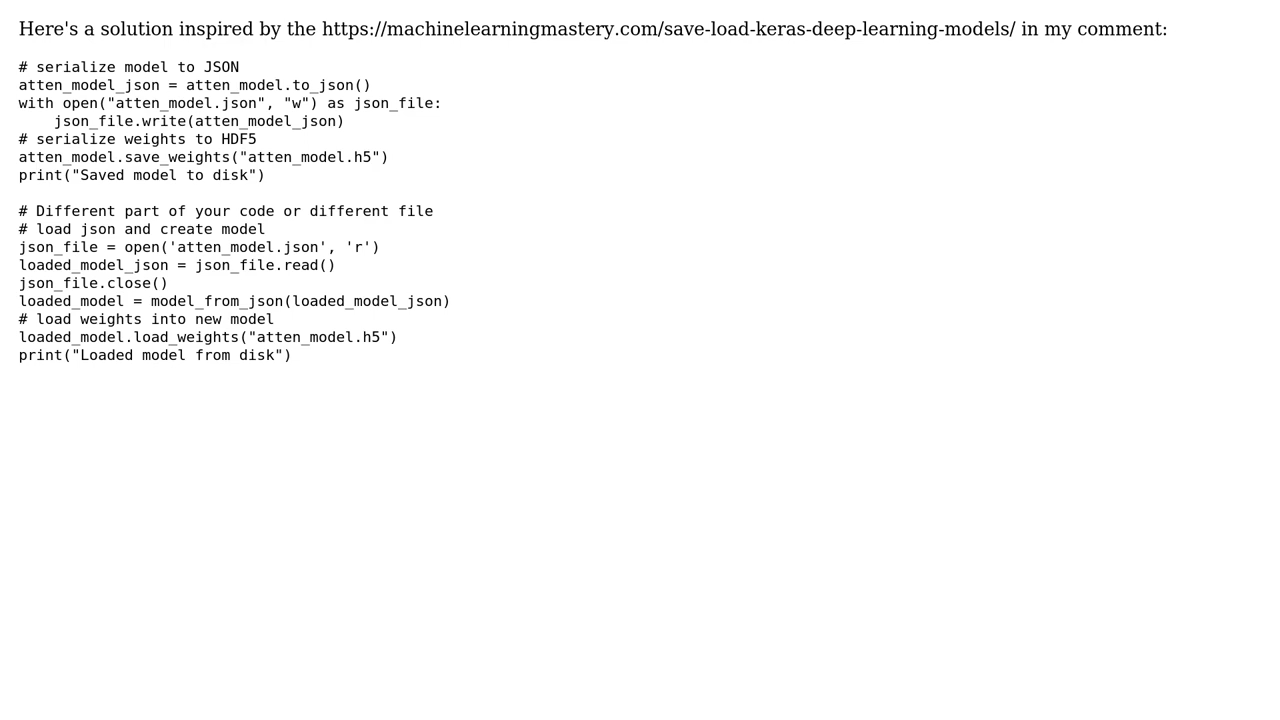 Here's a solution inspired by the https://machinelearningmastery.com/save-load-keras-deep-learning-models/ in my comment:
# serialize model to JSON
atten_model_json = atten_model.to_json()
with open("atten_model.json", "w") as json_file:
    json_file.write(atten_model_json)
# serialize weights to HDF5
atten_model.save_weights("atten_model.h5")
print("Saved model to disk")

# Different part of your code or different file
# load json and create model
json_file = open('atten_model.json', 'r')
loaded_model_json = json_file.read()
json_file.close()
loaded_model = model_from_json(loaded_model_json)
# load weights into new model
loaded_model.load_weights("atten_model.h5")
print("Loaded model from disk")